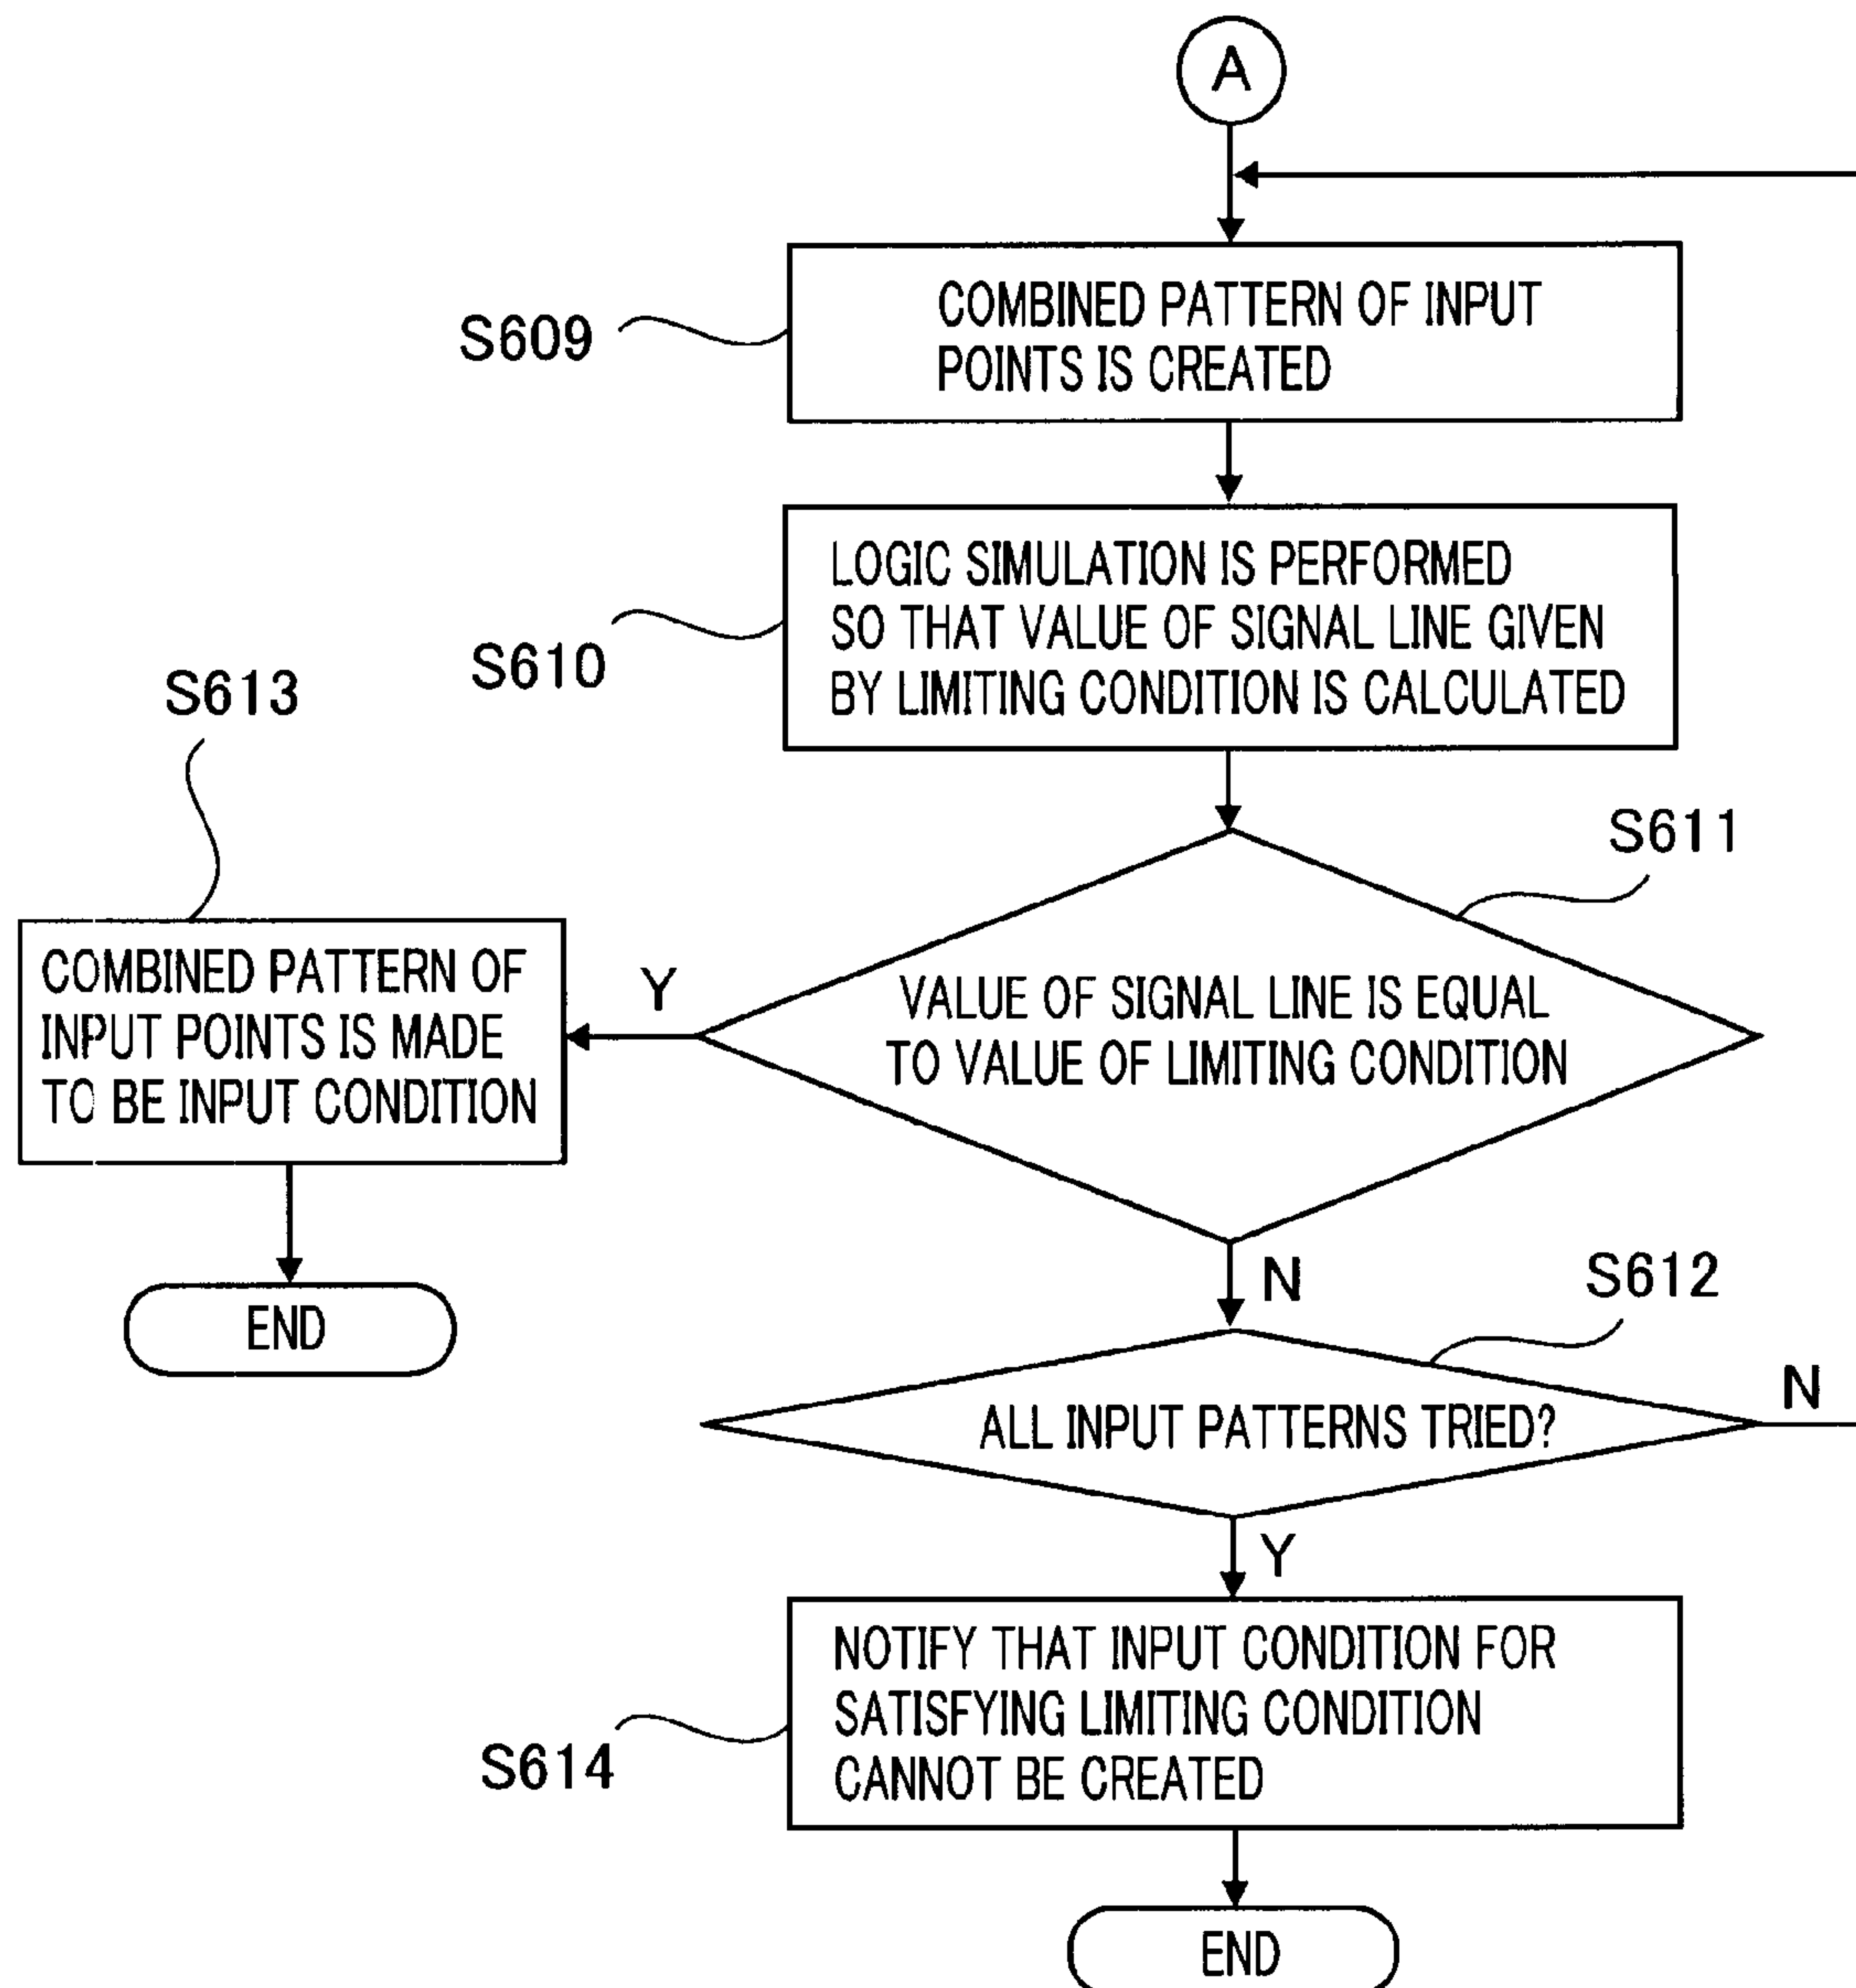 A
S609
COMBINED PATTERN OF INPUT
POINTS IS CREATED
S610
LOGIC SIMULATION IS PERFORMED
SO THAT VALUE OF SIGNAL LINE GIVEN
BY LIMITING CONDITION IS CALCULATED
S611
VALUE OF SIGNAL LINE IS EQUAL
TO VALUE OF LIMITING CONDITION
Y
S613
COMBINED PATTERN OF
INPUT POINTS IS MADE
TO BE INPUT CONDITION
END
N
S612
ALL INPUT PATTERNS TRIED?
N
Y
S614
NOTIFY THAT INPUT CONDITION FOR
SATISFYING LIMITING CONDITION
CANNOT BE CREATED
END